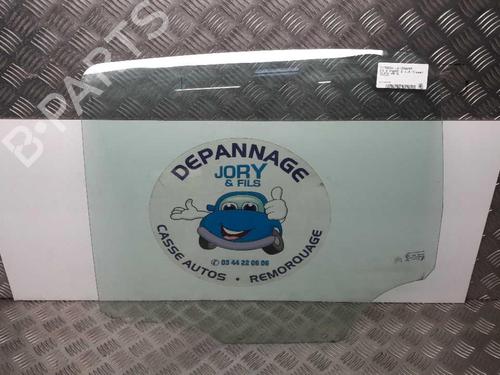 B-PARTS
DEPANNAGE
JORY
& FILS
03 44 22 06 06
CASSE AUTOS - REMORQUAGE